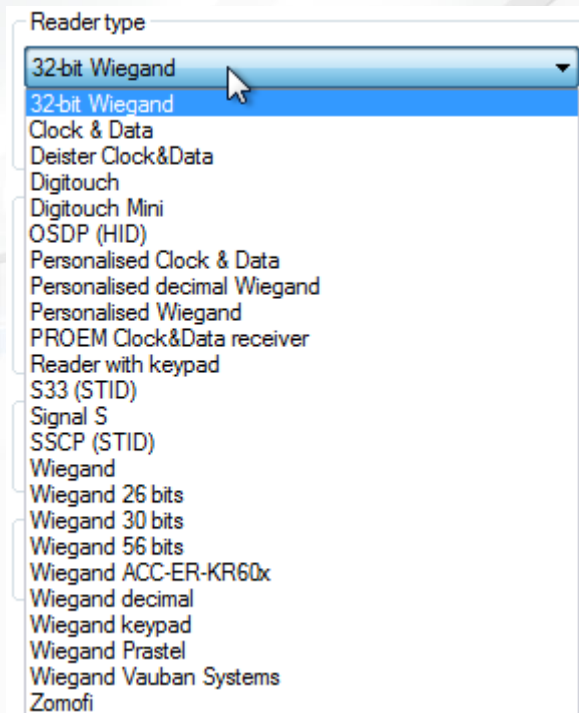 Reader type
32-bit Wiegand
32-bit Wiegand
Clock & Data
Deister Clock&Data
Digitouch
Digitouch Mini
OSDP (HID)
Personalised Clock & Data
Personalised decimal Wiegand
Personalised Wiegand
PROEM Clock&Data receiver
Reader with keypad
S33 (STID)
Signal S
SSCP (STID)
Wiegand
Wiegand 26 bits
Wiegand 30 bits
Wiegand 56 bits
Wiegand ACC-ER-KR60x
Wiegand decimal
Wiegand keypad
Wiegand Prastel
Wiegand Vauban Systems
Zomofi